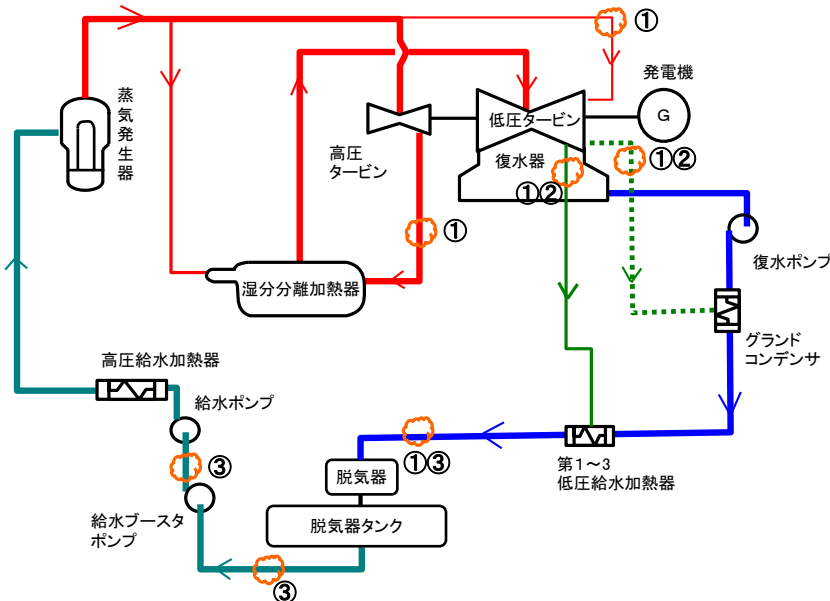 ①
発電機
蒸気発生器
G
低圧タービン
高圧
タービン
復水器
①②
①②
①
復水ポンプ
湿分分離加熱器
グランド
コンデンサ
高圧給水加熱器
給水ポンプ
①③
第1~3
低圧給水加熱器
③
脱気器
給水ブースタ
ポンプ
脱気器タンク
③